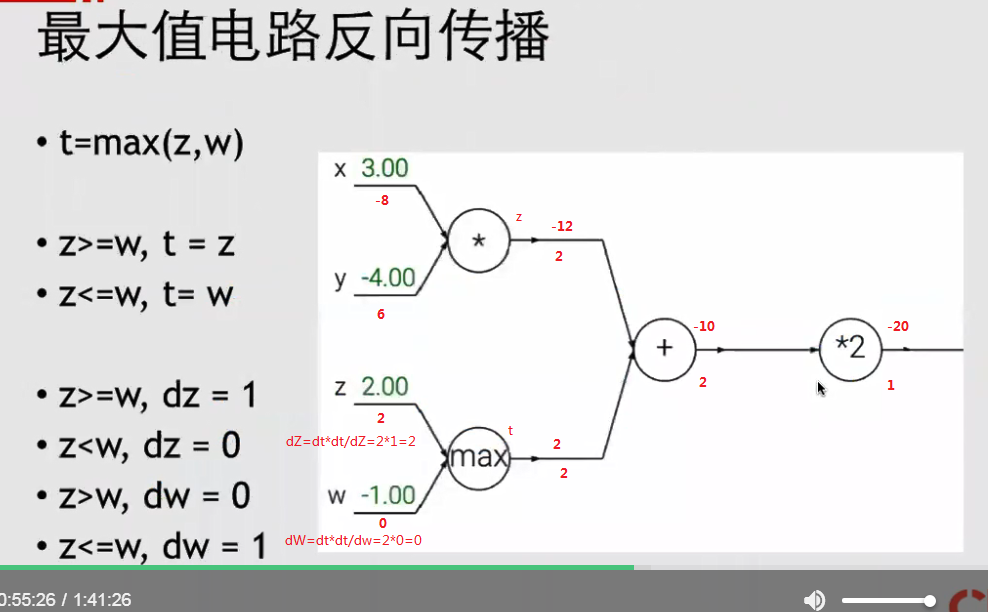 最大值电路反向传播
• t=max(z,w)
• z>=w, t = z
• z<=w, t= w
• z>=w, dz = 1
• z<w, dz = 0
• z>w, dw = 0
• z<=w, dw = 1
x 3.00
-8
y -4.00
6
*
z
-12
2
z 2.00
2
dZ=dt*dt/dZ=2*1=2
w -1.00
0
dW=dt*dt/dw=2*0=0
max
t
2
2
+
-10
2
*2
-20
1
0:55:26 / 1:41:26